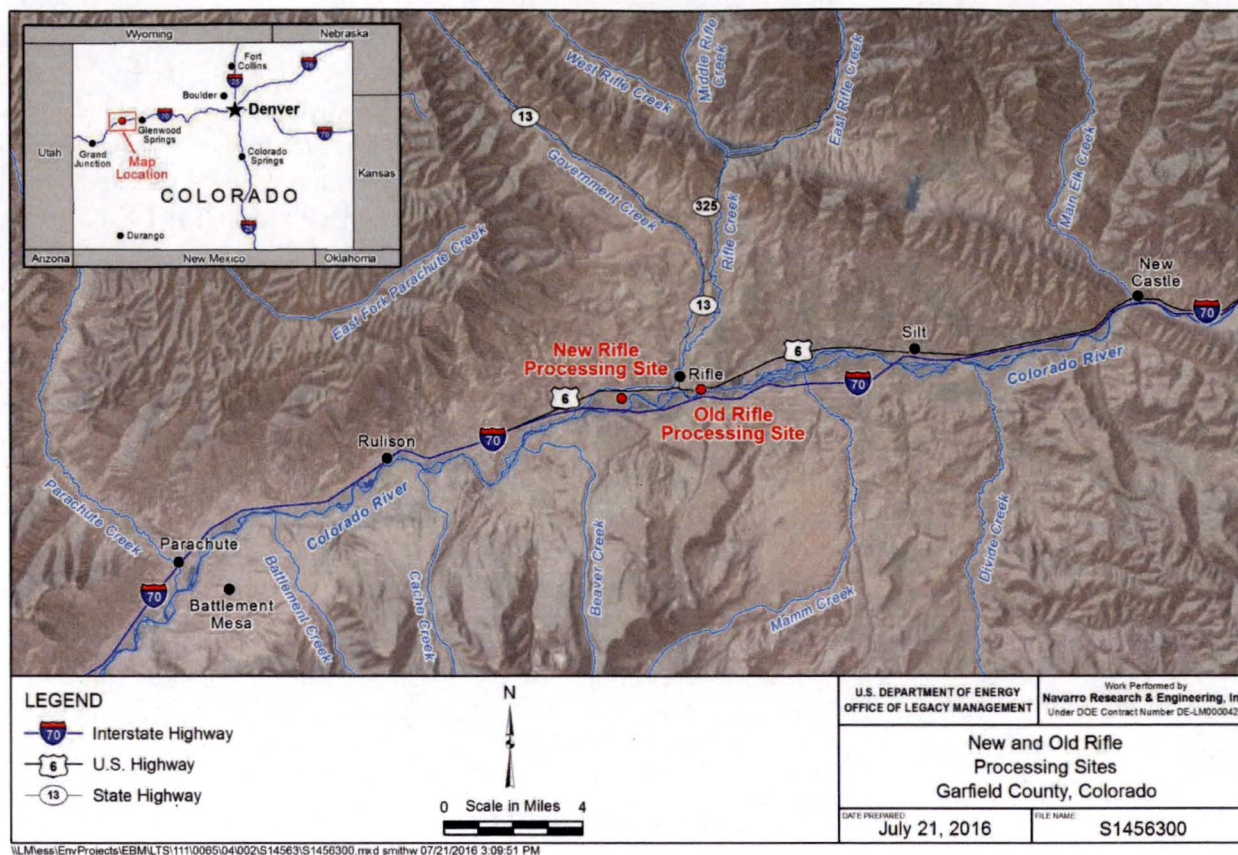 Wyoming
Nebraska
Fort
Collins
25
76
Boulder
Denver
70
Glenwood
Springs
70
Utah
Grand
Junction
Map
Location
Colorado
Springs
Kansas
COLORADO
25
Durango
Arizona
New Mexico
Oklahoma
West Rifle Creek
Middle Rifle
Creek
East Rifle Creek
13
Government Creek
325
Rifle Creek
Main Elk Creek
East Fork Parachute Creek
13
New
Castle
70
Silt
6
New Rifle
Processing Site
Rifle
Colorado River
70
6
Old Rifle
Processing Site
70
Rulison
Parachute Creek
Colorado River
Parachute
Battlement Creek
Cache Creek
Beaver Creek
Mamm Creek
Divide Creek
70
Battlement
Mesa
LEGEND
70 Interstate Highway
6 U.S. Highway
13 State Highway
N
0 Scale in Miles 4
U.S. DEPARTMENT OF ENERGY
OFFICE OF LEGACY MANAGEMENT
Work Performed by
Navarro Research & Engineering, In
Under DOE Contract Number DE-LM000042
New and Old Rifle
Processing Sites
Garfield County, Colorado
DATE PREPARED:
July 21, 2016
FILE NAME:
S1456300
\\LM\ess\EnvProjects\EBM\LTS\111\0065\04\002\S14563\S1456300.mxd smithw 07/21/2016 3:09:51 PM